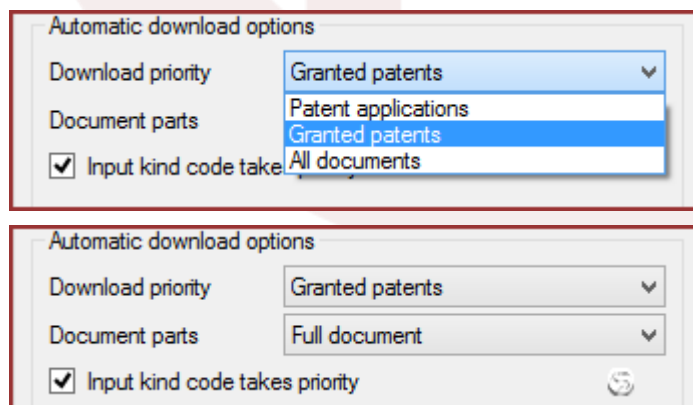 Automatic download options
Download priority Granted patents
Patent applications
Document parts
Granted patents
Input kind code take All documents
Automatic download options
Download priority Granted patents
Document parts Full document
Input kind code takes priority